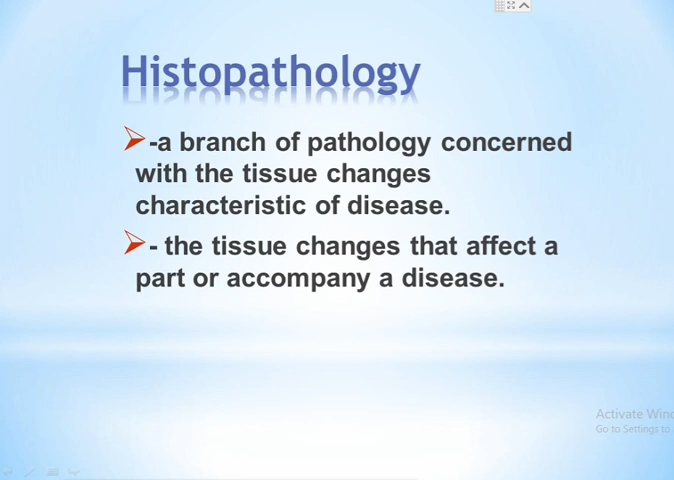 Histopathology
-a branch of pathology concerned
with the tissue changes
characteristic of disease.
- the tissue changes that affect a
part or accompany a disease.
Activate Wind
Go to Settings to